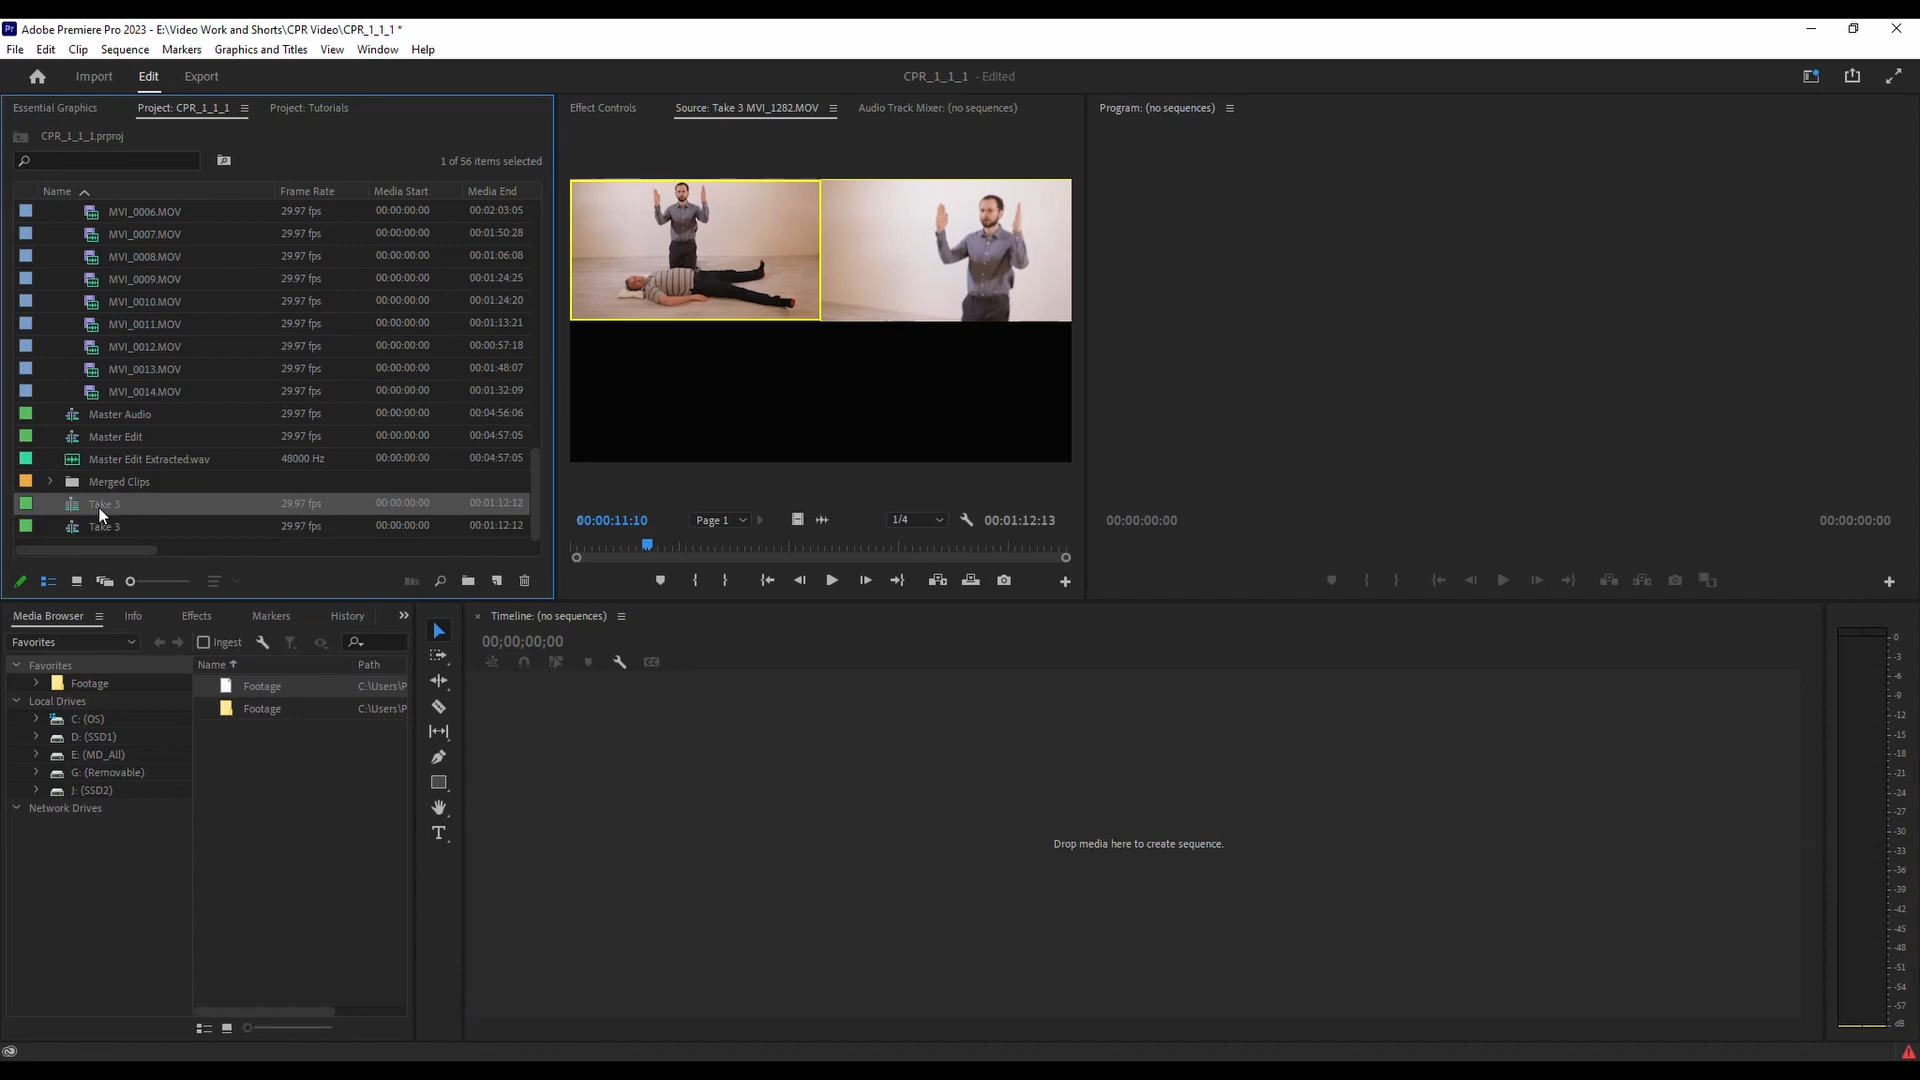 Pr Adobe Premiere Pro 2023 - E:\Video Work and Shorts\CPR Video\CPR_1_1_1 *
File Edit Clip Sequence Markers Graphics and Titles View Window Help
Import Edit Export CPR_1_1_1 - Edited
Essential Graphics Project: CPR_1_1_1 Project: Tutorials
CPR_1_1_1.prproj
1 of 56 items selected
Name Frame Rate Media Start Media End
MVI_0006.MOV 29.97 fps 00:00:00:00 00:02:03:05
MVI_0007.MOV 29.97 fps 00:00:00:00 00:01:50:28
MVI_0008.MOV 29.97 fps 00:00:00:00 00:01:06:08
MVI_0009.MOV 29.97 fps 00:00:00:00 00:01:24:25
MVI_0010.MOV 29.97 fps 00:00:00:00 00:01:24:20
MVI_0011.MOV 29.97 fps 00:00:00:00 00:01:13:21
MVI_0012.MOV 29.97 fps 00:00:00:00 00:00:57:18
MVI_0013.MOV 29.97 fps 00:00:00:00 00:01:48:07
MVI_0014.MOV 29.97 fps 00:00:00:00 00:01:32:09
Master Audio 29.97 fps 00:00:00:00 00:04:56:06
Master Edit 29.97 fps 00:00:00:00 00:04:57:05
Master Edit Extracted.wav 48000 Hz 00:00:00:00 00:04:57:05
Merged Clips
Take 3 29.97 fps 00:00:00:00 00:01:12:12
Take 3 29.97 fps 00:00:00:00 00:01:12:12
Effect Controls Source: Take 3 MVI_1282.MOV Audio Track Mixer: (no sequences)
00:00:11:10 Page 1 1/4 00:01:12:13
Program: (no sequences)
00:00:00:00 00:00:00:00
Media Browser Info Effects Markers History
Favorites Ingest
Favorites
Footage
Local Drives
C: (OS)
D: (SSD1)
E: (MD_All)
G: (Removable)
J: (SSD2)
Network Drives
Name Path
Footage C:\Users\P
Footage C:\Users\P
T
Timeline: (no sequences)
00;00;00;00
CC
Drop media here to create sequence.
0
-3
-6
-9
-12
-15
-18
-21
-24
-27
-30
-33
-36
-39
-42
-45
-48
-51
-54
-57
dB